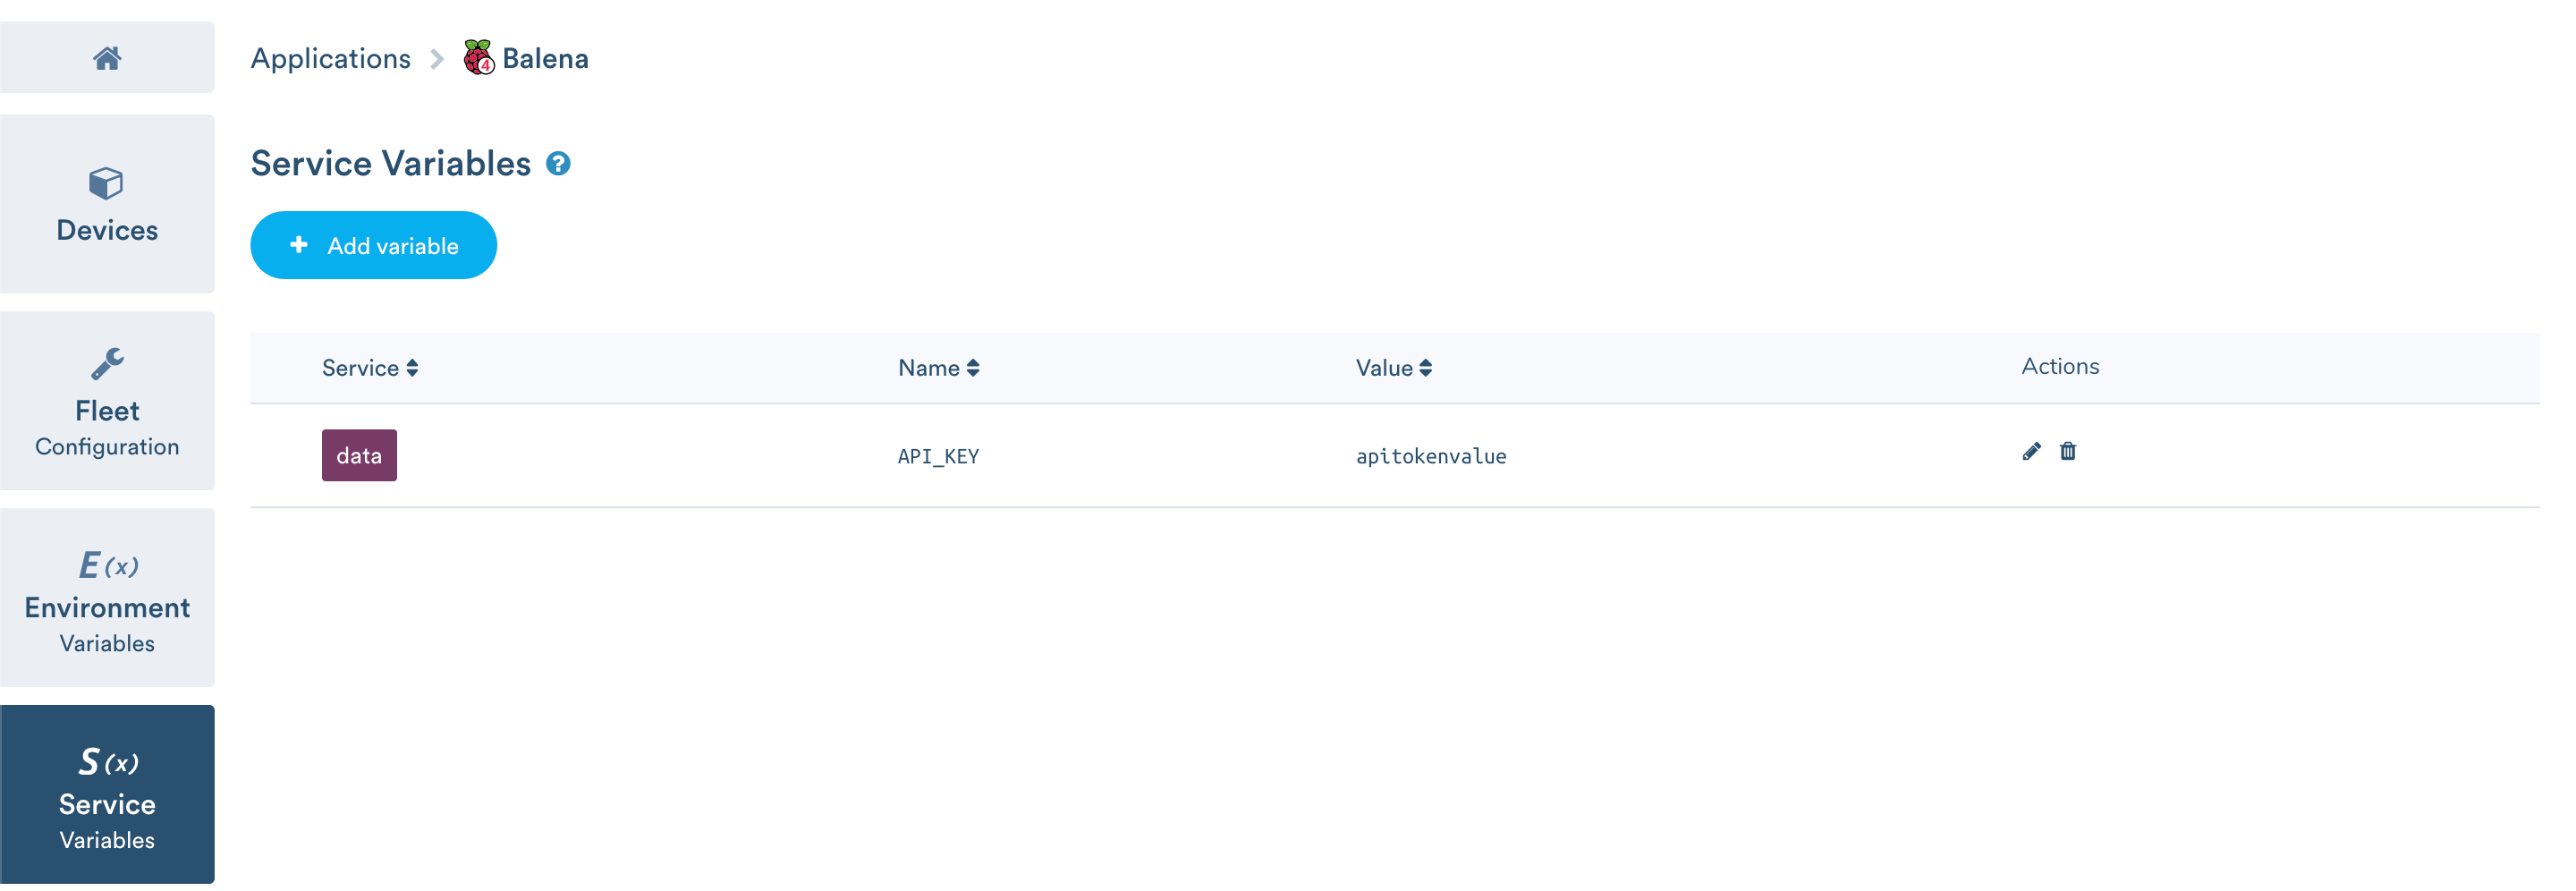 Applications
Balena
Devices
Fleet
Configuration
E(x)
Environment
Variables
S(x)
Service
Variables
Service Variables ?
+ Add variable
Service Name Value Actions
data API_KEY apitokenvalue